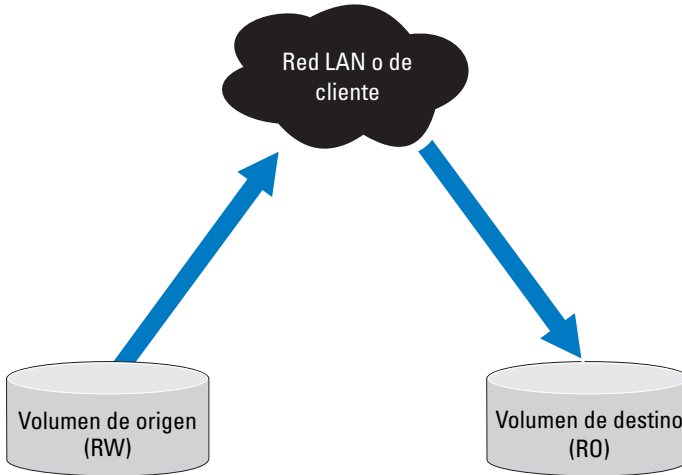 Red LAN o de
cliente
Volumen de origen
(RW)
Volumen de destino
(RO)